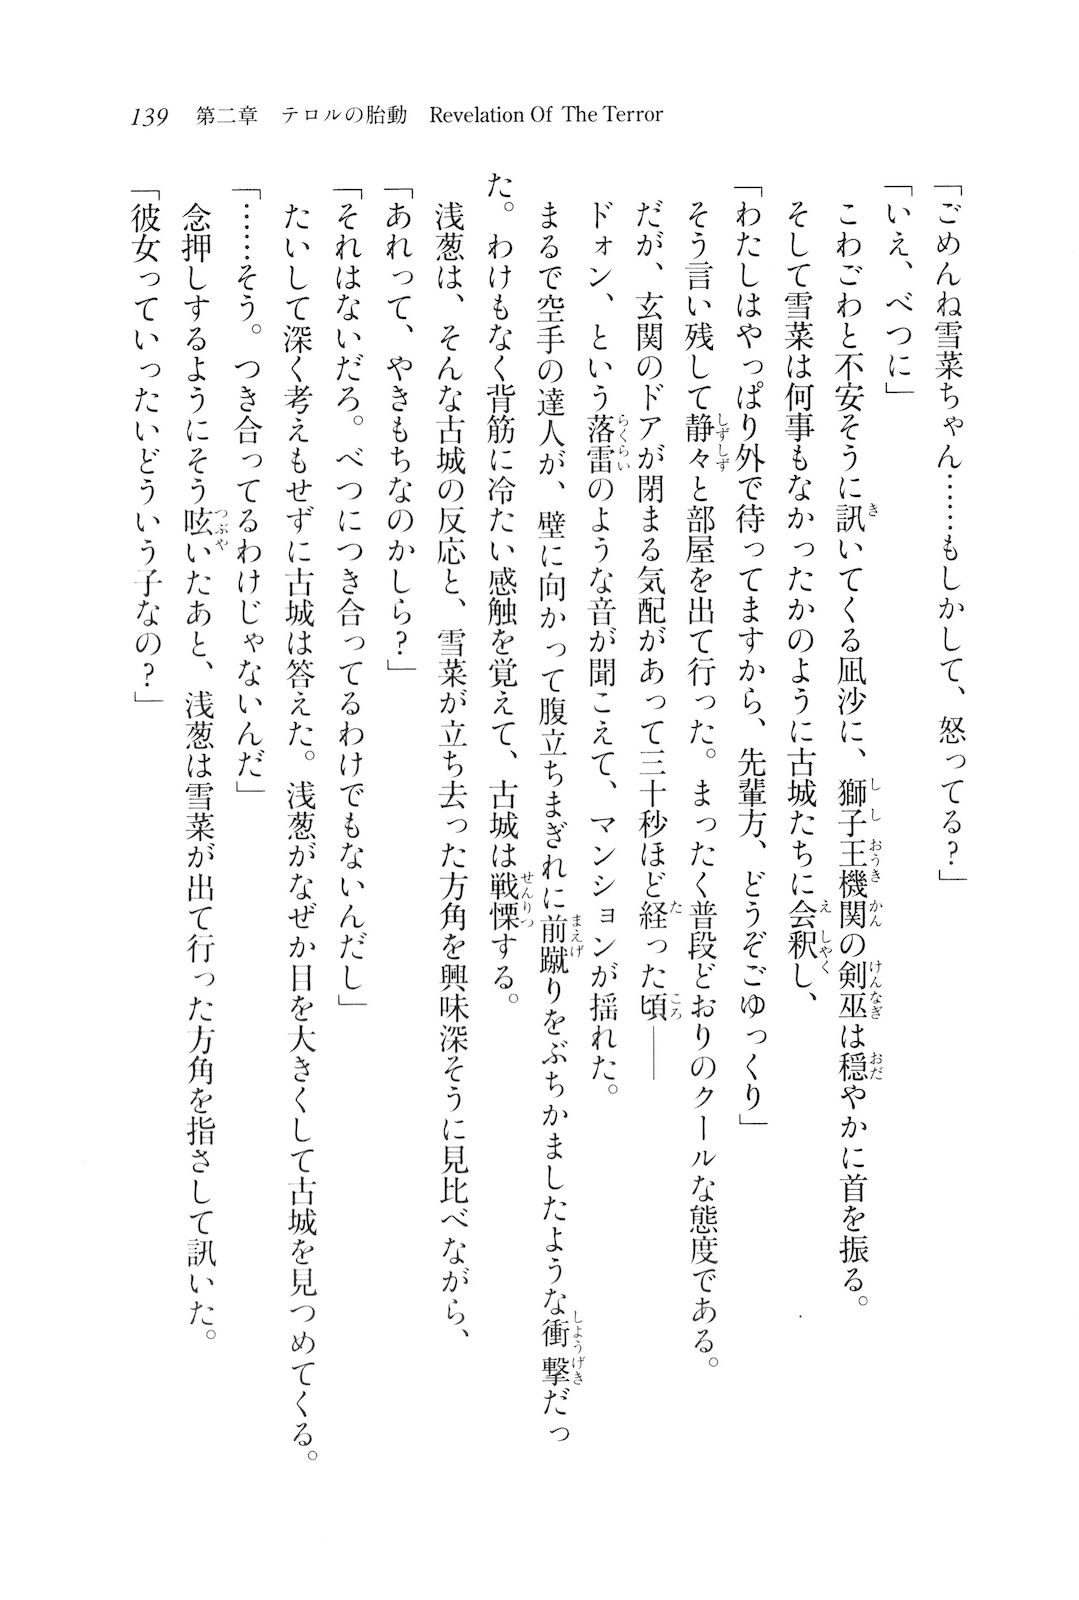 139　第二章　テロルの胎動　Revelation Of The Terror
「ごめんね雪菜ちゃん……もしかして、怒ってる?」
「いえ、べつに」
こわごわと不安そうに訊いてくる凪沙に、獅子王機関の剣巫は穏やかに首を振る。
そして雪菜は何事もなかったかのように古城たちに会釈し、
「わたしはやっぱり外で待ってますから、先輩方、どうぞごゆっくり」
そう言い残して静々と部屋を出て行った。まったく普段どおりのクールな態度である。
だが、玄関のドアが閉まる気配があって三十秒ほど経った頃――
ドォン、という落雷のような音が聞こえて、マンションが揺れた。
まるで空手の達人が、壁に向かって腹立ちまぎれに前蹴りをぶちかましたような衝撃だっ
た。わけもなく背筋に冷たい感触を覚えて、古城は戦慄する。
浅葱は、そんな古城の反応と、雪菜が立ち去った方角を興味深そうに見比べながら、
「あれって、やきもちなのかしら?」
「それはないだろ。べつにつき合ってるわけでもないんだし」
たいして深く考えもせずに古城は答えた。浅葱がなぜか目を大きくして古城を見つめてくる。
「……そう。つき合ってるわけじゃないんだ」
念押しするようにそう呟いたあと、浅葱は雪菜が出て行った方角を指さして訊いた。
「彼女っていったいどういう子なの?」